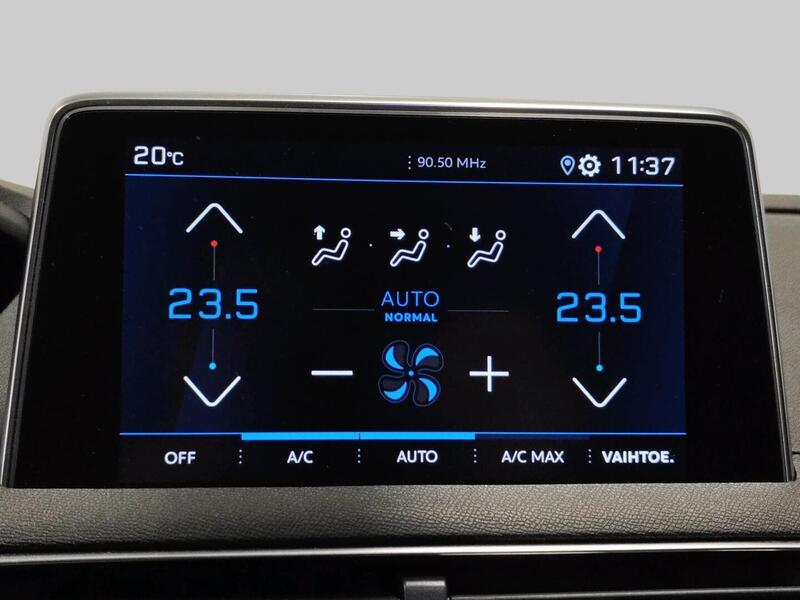 20°C 90.50 MHz 11:37
23.5 AUTO 23.5
NORMAL
OFF A/C AUTO A/C MAX VAIHTOE.